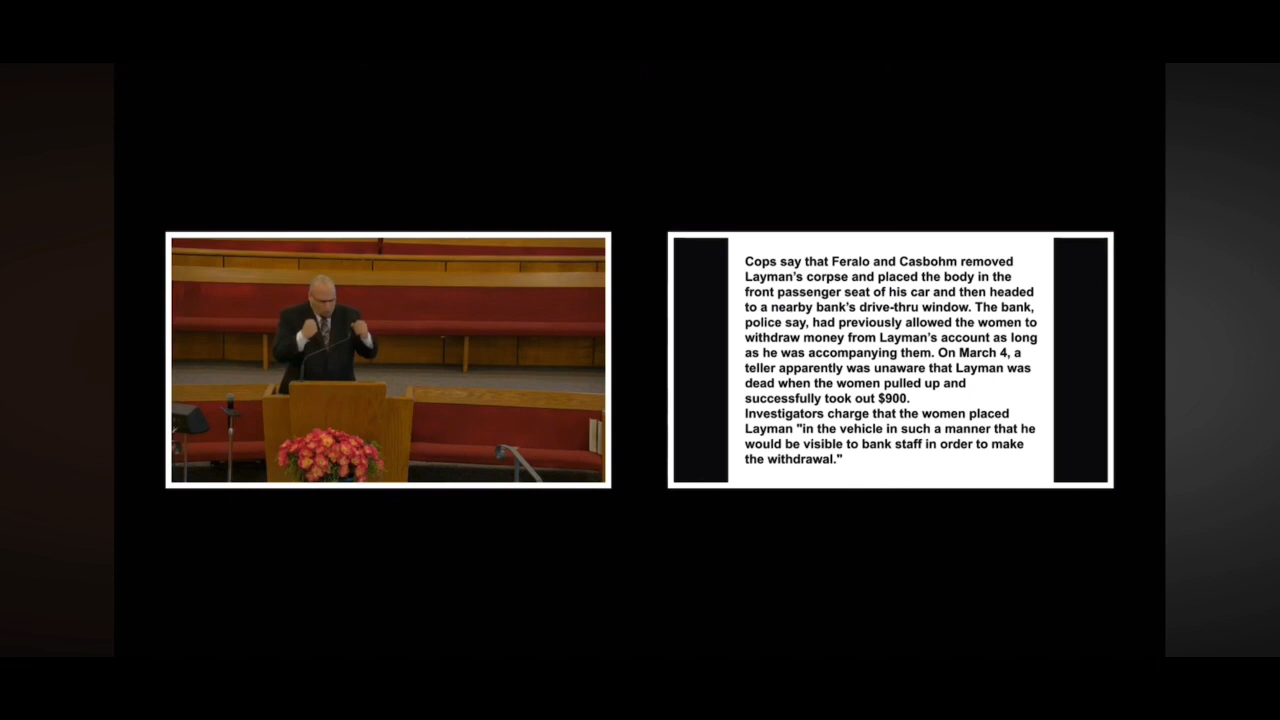 Cops say that Feralo and Casbohm removed
Layman's corpse and placed the body in the
front passenger seat of his car and then headed
to a nearby bank's drive-thru window. The bank,
police say, had previously allowed the women to
withdraw money from Layman's account as long
as he was accompanying them. On March 4, a
teller apparently was unaware that Layman was
dead when the women pulled up and
successfully took out $900.
Investigators charge that the women placed
Layman "in the vehicle in such a manner that he
would be visible to bank staff in order to make
the withdrawal."